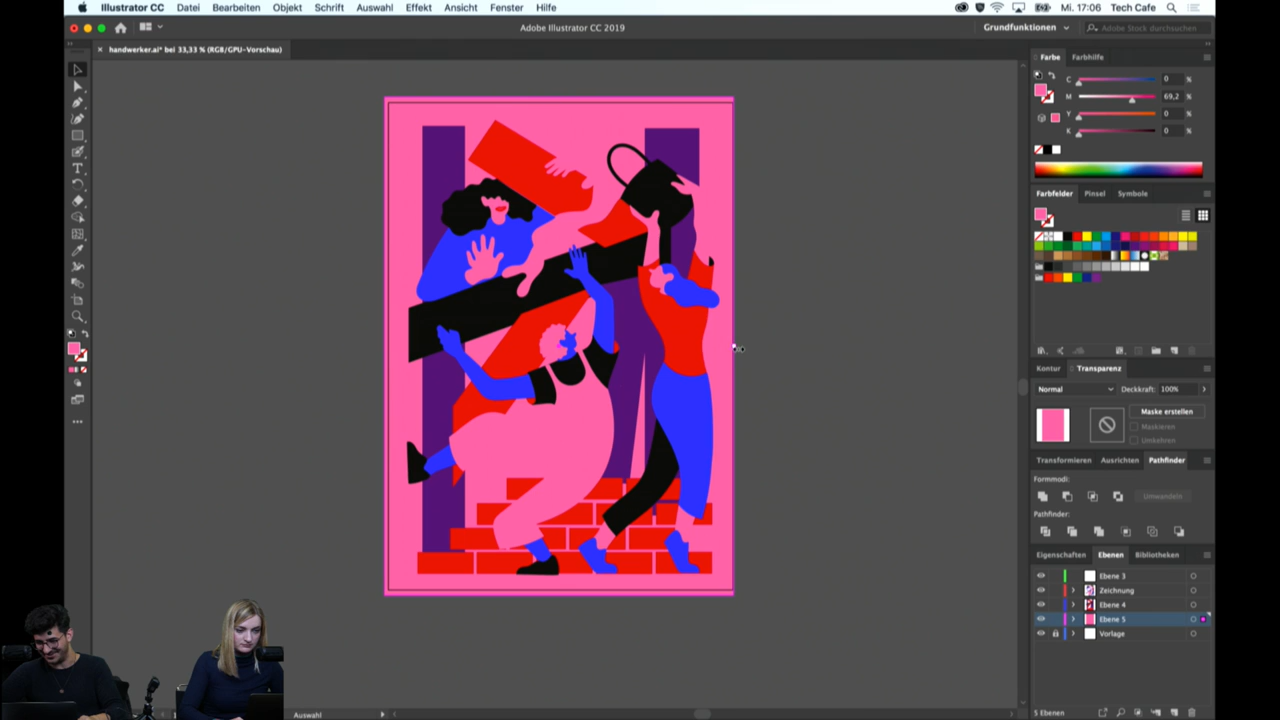 Illustrator CC Datei Bearbeiten Objekt Schrift Auswahl Effekt Ansicht Fenster Hilfe Mi. 17:06 Tech Cafe
Adobe Illustrator CC 2019 Grundfunktionen Adobe Stock durchsuchen
× handwerker.ai* bei 33,33 % (RGB/GPU-Vorschau)
Farbe Farbhilfe
C 0 %
M 69,2 %
Y 0 %
K 0 %
Farbfelder Pinsel Symbole
Kontur Transparenz
Normal Deckkraft: 100%
Maske erstellen
Maskieren
Umkehren
Transformieren Ausrichten Pathfinder
Formmodi:
Umwandeln
Pathfinder:
Eigenschaften Ebenen Bibliotheken
Ebene 3
Zeichnung
Ebene 4
Ebene 5
Vorlage
5 Ebenen
Auswahl